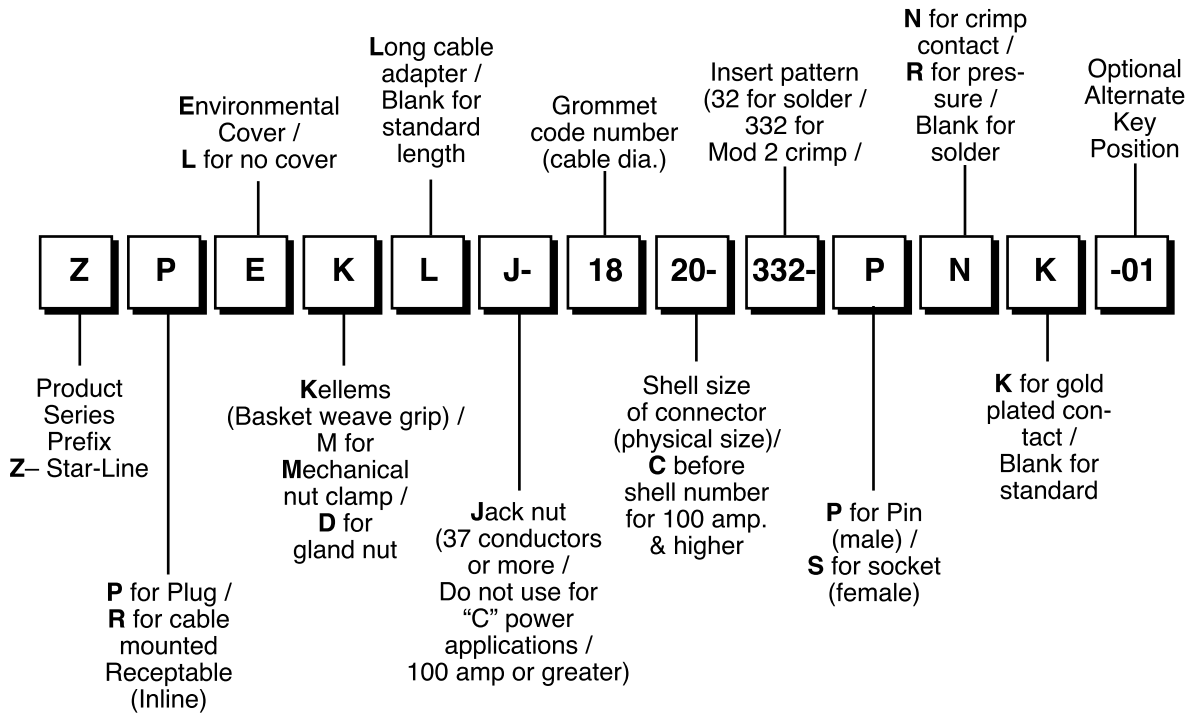 Environmental
Cover /
L for no cover
Long cable
adapter /
Blank for
standard
length
Grommet
code number
(cable dia.)
Insert pattern
(32 for solder /
332 for
Mod 2 crimp /
N for crimp
contact /
R for pres-
sure /
Blank for
solder
Optional
Alternate
Key
Position
Z P E K L J- 18 20- 332- P N K -01
Product
Series
Prefix
Z– Star-Line
P for Plug /
R for cable
mounted
Receptable
(Inline)
Kellems
(Basket weave grip) /
M for
Mechanical
nut clamp /
D for
gland nut
Jack nut
(37 conductors
or more /
Do not use for
“C” power
applications /
100 amp or greater)
Shell size
of connector
(physical size)/
C before
shell number
for 100 amp.
& higher
P for Pin
(male) /
S for socket
(female)
K for gold
plated con-
tact /
Blank for
standard